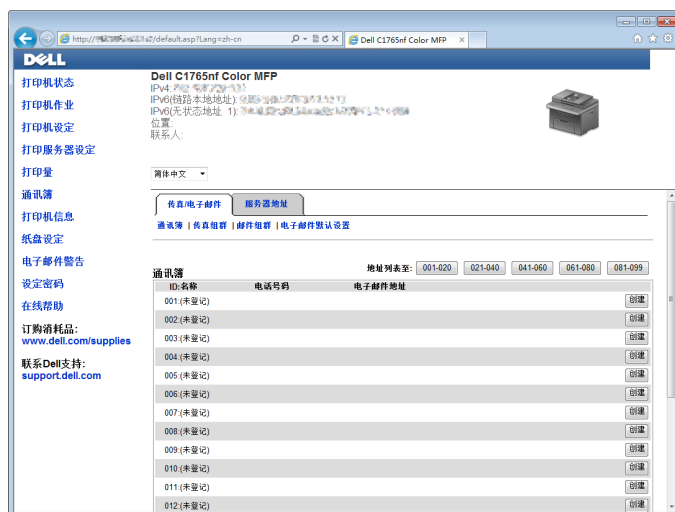 http:// /default.asp?Lang=zh-cn
Dell C1765nf Color MFP
DELL
打印机状态
打印机作业
打印机设定
打印服务器设定
打印量
通讯簿
打印机信息
纸盘设定
电子邮件警告
设定密码
在线帮助
订购消耗品:
www.dell.com/supplies
联系Dell支持:
support.dell.com
Dell C1765nf Color MFP
IPv4:
IPv6(链路本地地址):
IPv6(无状态地址 1):
位置:
联系人:
简体中文
传真/电子邮件 服务器地址
通讯簿 | 传真组群 | 邮件组群 | 电子邮件默认设置
通讯簿 地址列表至: 001-020 021-040 041-060 061-080 081-099
ID:名称 电话号码 电子邮件地址
001:(未登记) 创建
002:(未登记) 创建
003:(未登记) 创建
004:(未登记) 创建
005:(未登记) 创建
006:(未登记) 创建
007:(未登记) 创建
008:(未登记) 创建
009:(未登记) 创建
010:(未登记) 创建
011:(未登记) 创建
012:(未登记) 创建